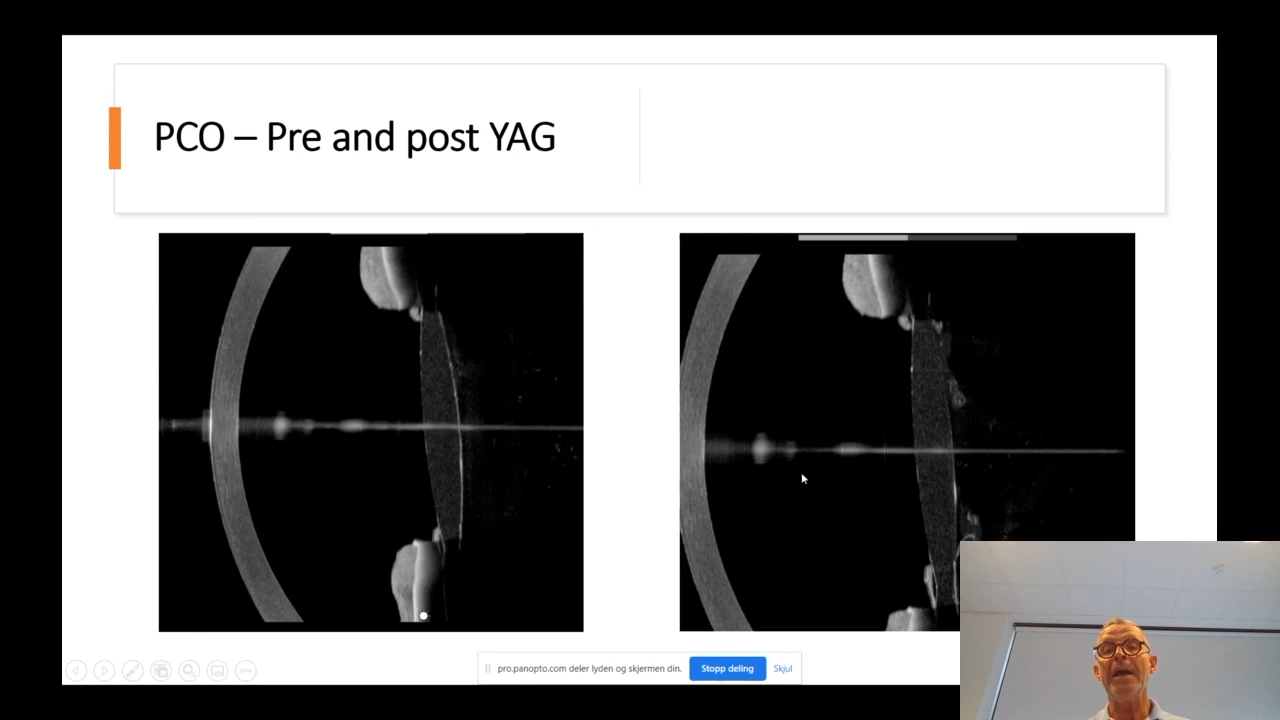 PCO – Pre and post YAG
pro.panopto.com deler lyden og skjermen din.
Stopp deling
Skjul